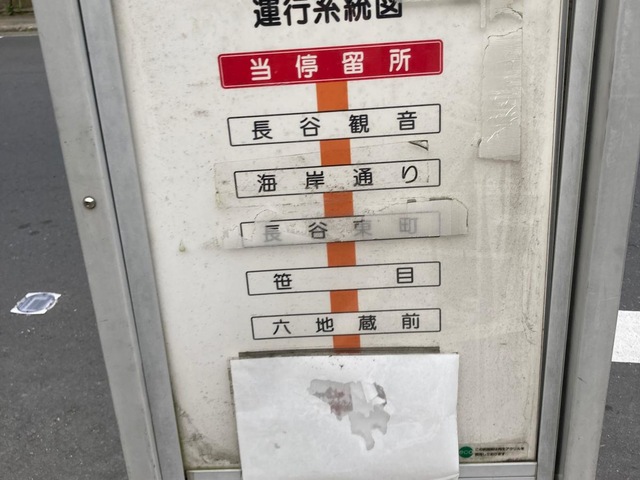 運行系統図
当停留所
長谷観音
海岸通り
長谷東町
笹目
六地蔵前